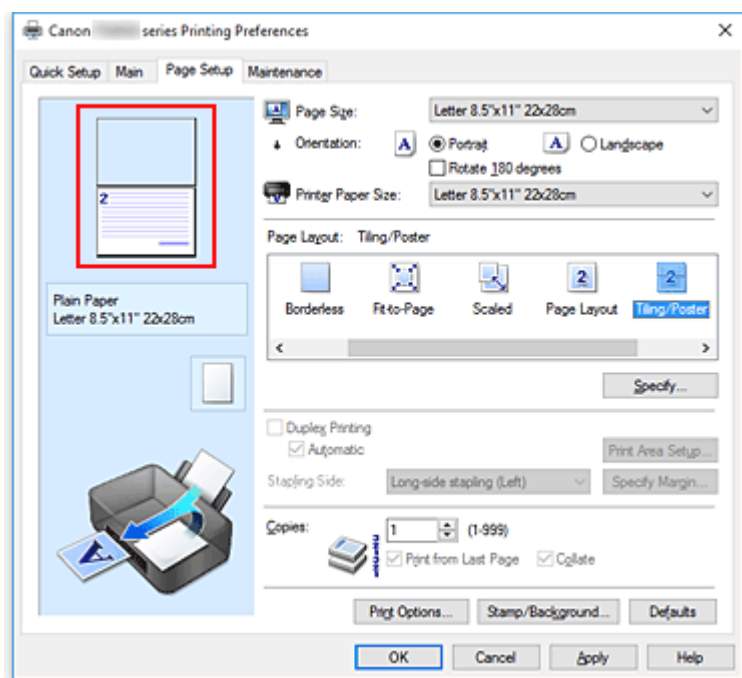 Canon series Printing Preferences
Quick Setup Main Page Setup Maintenance
Page Size: Letter 8.5"x11" 22x28cm
Orientation: A Portrait A Landscape
Rotate 180 degrees
Printer Paper Size: Letter 8.5"x11" 22x28cm
2
Page Layout: Tiling/Poster
2 2
Borderless Fit-to-Page Scaled Page Layout Tiling/Poster
Plain Paper
Letter 8.5"x11" 22x28cm
Specify...
Duplex Printing
Automatic Print Area Setup...
Stapling Side: Long-side stapling (Left) Specify Margin...
Copies: 1 (1-999)
Print from Last Page Collate
A
Print Options... Stamp/Background... Defaults
OK Cancel Apply Help